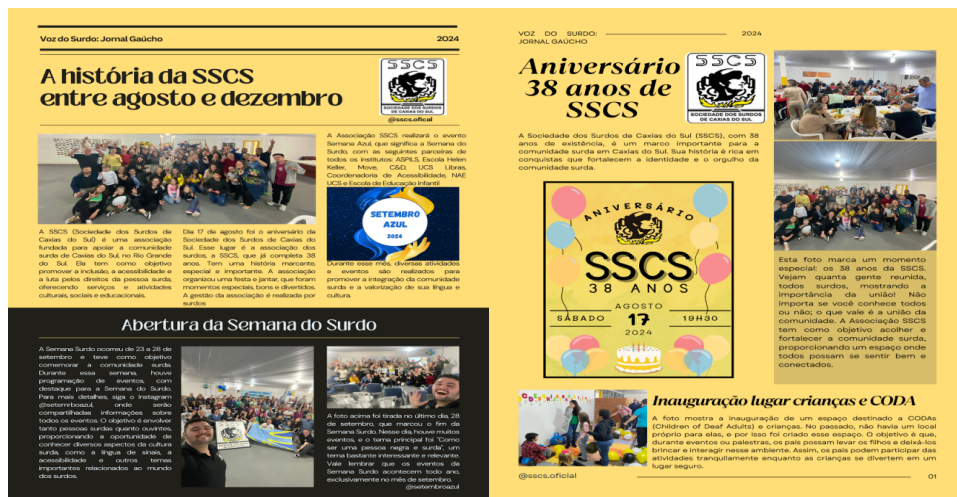 Voz do Surdo: Jornal Gaúcho
2024
A história da SSCS
entre agosto e dezembro
SSCS
SOCIEDADE DOS SURDOS
DE CAXIAS DO SUL
@sscs.ofical
A SSCS (Sociedade dos Surdos de
Caxias do Sul) é uma associação
fundada para apoiar a comunidade
surda de Caxias do Sul, no Rio Grande
do Sul. Ela tem como objetivo
promover a inclusão, a acessibilidade e
a luta pelos direitos da pessoa surda,
oferecendo serviços e atividades
culturais, sociais e educacionais.
Dia 17 de agosto foi o aniversário da
Sociedade dos Surdos de Caxias do
Sul. Esse lugar é a associação dos
surdos, a SSCS, que já completa 38
anos. Tem uma história marcante,
especial e importante. A associação
organizou uma festa e jantar, que foram
momentos especiais, bons e divertidos.
A gestão da associação é realizada por
surdos
A Associação SSCS realizará o evento
Semana Azul, que significa a Semana do
Surdo, com as seguintes parceiras de
todos os institutos: ASPILS, Escola Helen
Keller, Move, C&D, UCS Libras,
Coordenadoria de Acessibilidade, NAE
UCS e Escola de Educação Infantil
SETEMBRO
AZUL
2024
Durante esse mês, diversas atividades
e eventos são realizados para
promover a integração da comunidade
surda e a valorização de sua língua e
cultura.
Abertura da Semana do Surdo
A Semana Surdo ocorreu de 23 a 28 de
setembro e teve como objetivo
comemorar a comunidade surda.
Durante essa semana, houve
programação de eventos, com
destaque para a Semana do Surdo.
Para mais detalhes, siga o Instagram
@setemrboazul, onde serão
compartilhadas informações sobre
todos os eventos. O objetivo é envolver
tanto pessoas surdas quanto ouvintes,
proporcionando a oportunidade de
conhecer diversos aspectos da cultura
surda, como a língua de sinais, a
acessibilidade e outros temas
importantes relacionados ao mundo
dos surdos.
A foto acima foi tirada no último dia, 28
de setembro, que marcou o fim da
Semana Surdo. Nesse dia, houve muitos
eventos, e o tema principal foi "Como
ser uma pessoa negra e surda", um
tema bastante interessante e relevante.
Vale lembrar que os eventos da
Semana Surdo acontecem todo ano,
exclusivamente no mês de setembro.
@setembroazul
VOZ DO SURDO:
JORNAL GAÚCHO
2024
Aniversário
38 anos de
SSCS
SSCS
SOCIEDADE DOS SURDOS
DE CAXIAS DO SUL
A Sociedade dos Surdos de Caxias do Sul (SSCS), com 38
anos de existência, é um marco importante para a
comunidade surda em Caxias do Sul. Sua história é rica em
conquistas que fortalecem a identidade e o orgulho da
comunidade surda.
ANIVERSÁRIO
SSCS
38 ANOS
AGOSTO
SÁBADO
17
19H30
2024
Esta foto marca um momento
especial: os 38 anos da SSCS.
Vejam quanta gente reunida,
todos surdos, mostrando a
importância da união! Não
importa se você conhece todos
ou não; o que vale é a união da
comunidade. A Associação SSCS
tem como objetivo acolher e
fortalecer a comunidade surda,
proporcionando um espaço onde
todos possam se sentir bem e
conectados.
Inauguração lugar crianças e CODA
A foto mostra a inauguração de um espaço destinado a CODAs
(Children of Deaf Adults) e crianças. No passado, não havia um local
próprio para elas, e por isso foi criado esse espaço. O objetivo é que,
durante eventos ou palestras, os pais possam levar os filhos e deixá-los
brincar e interagir nesse ambiente. Assim, os pais podem participar das
atividades tranquilamente enquanto as crianças se divertem em um
lugar seguro.
@sscs.oficial
01